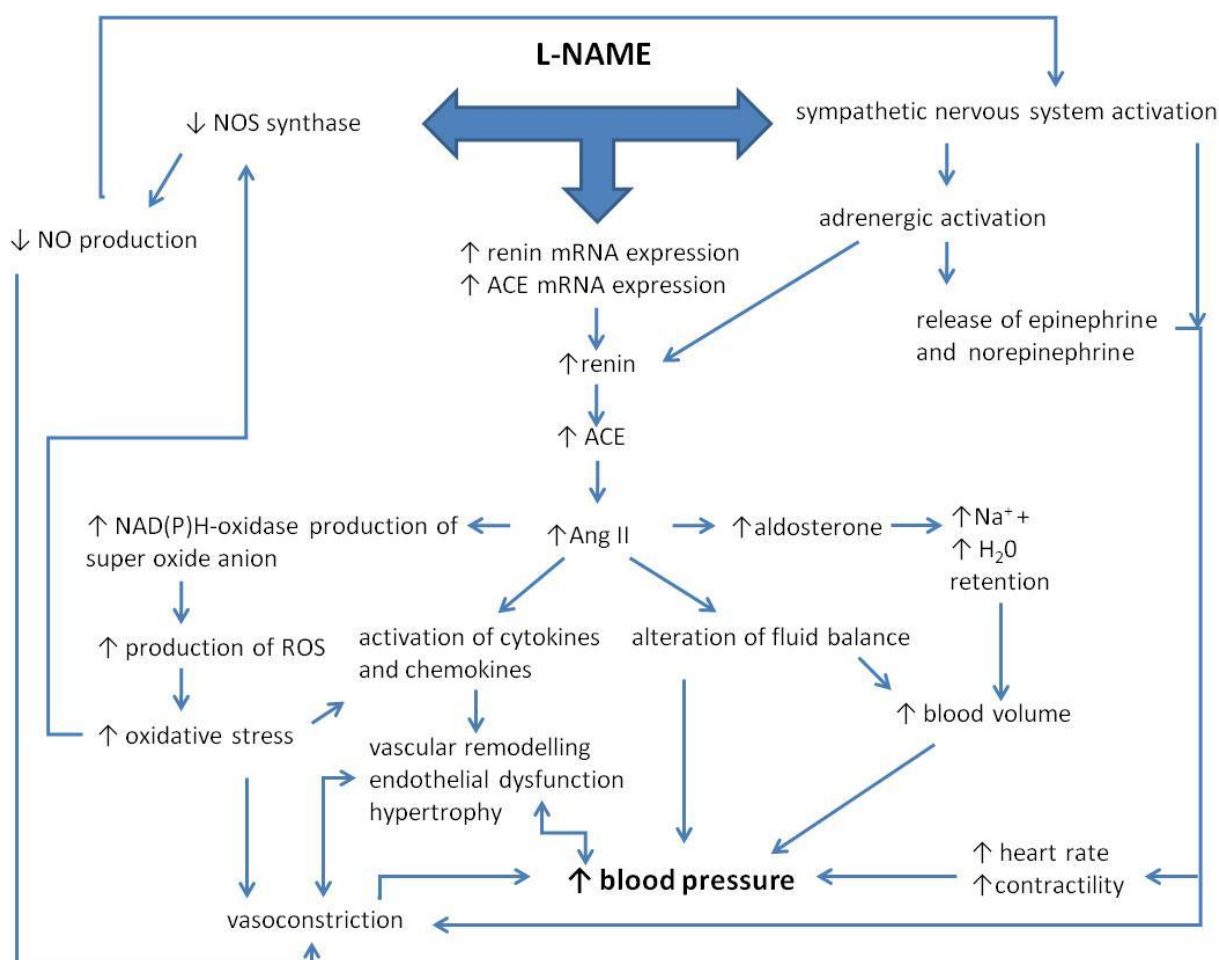 L-NAME
↓ NOS synthase
sympathetic nervous system activation
↓ NO production
adrenergic activation
↑ renin mRNA expression
↑ ACE mRNA expression
release of epinephrine
and norepinephrine
↑renin
↑ ACE
↑ NAD(P)H-oxidase production of
super oxide anion
↑Ang II
↑aldosterone
↑Na⁺ +
↑ H₂0
retention
↑ production of ROS
activation of cytokines
and chemokines
alteration of fluid balance
↑ oxidative stress
↑ blood volume
vascular remodelling
endothelial dysfunction
hypertrophy
↑ blood pressure
↑ heart rate
↑contractility
vasoconstriction